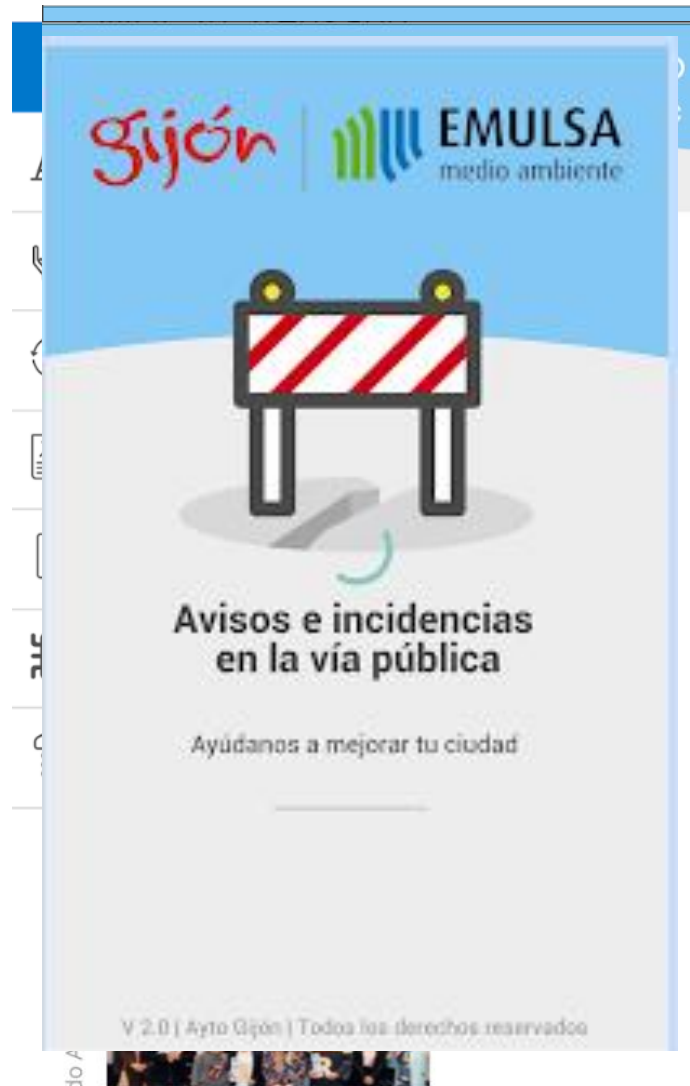 gijón
EMULSA
medio ambiente
Avisos e incidencias
en la vía pública
Ayúdanos a mejorar tu ciudad
V 2.0 | Ayto Gijón | Todos los derechos reservados
do A